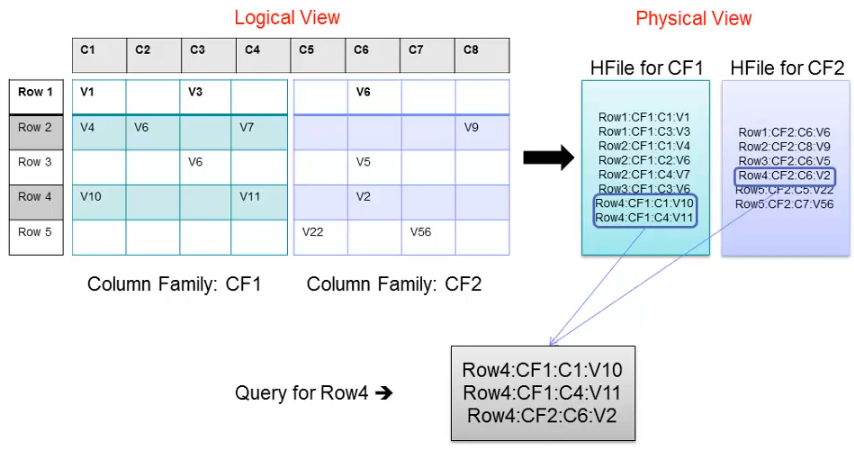 Logical View
Physical View
C1 C2 C3 C4 C5 C6 C7 C8
HFile for CF1 HFile for CF2
Row 1 V1 V3 V6
Row 2 V4 V6 V7 V9
Row 3 V6 V5
Row 4 V10 V11 V2
Row 5 V22 V56
Row1:CF1:C1:V1
Row1:CF1:C3:V3
Row2:CF1:C1:V4
Row2:CF1:C2:V6
Row2:CF1:C4:V7
Row3:CF1:C3:V6
Row4:CF1:C1:V10
Row4:CF1:C4:V11
Row1:CF2:C6:V6
Row2:CF2:C8:V9
Row3:CF2:C6:V5
Row4:CF2:C6:V2
Row5:CF2:C5:V22
Row5:CF2:C7:V56
Column Family: CF1 Column Family: CF2
Query for Row4 ➔
Row4:CF1:C1:V10
Row4:CF1:C4:V11
Row4:CF2:C6:V2